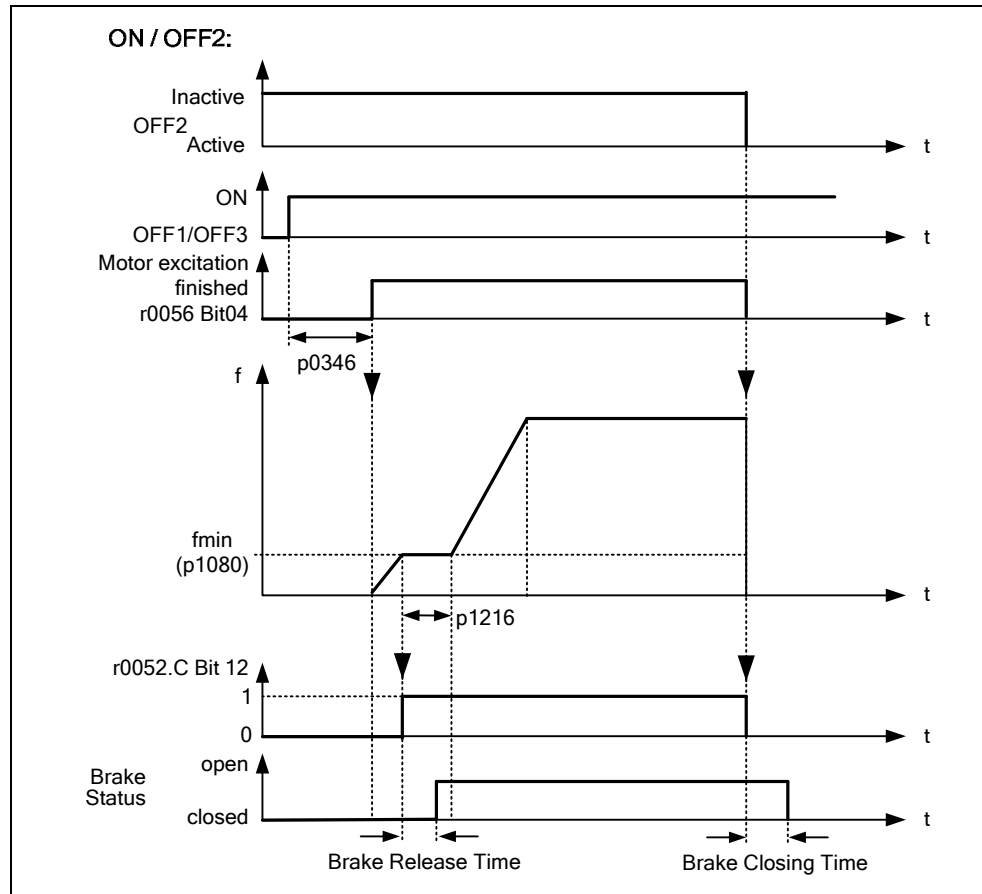 ON / OFF2:
Inactive
OFF2
Active
t
ON
OFF1/OFF3
t
Motor excitation
finished
r0056 Bit04
t
p0346
f
fmin
(p1080)
t
p1216
r0052.C Bit 12
1
0
t
open
Brake
Status
closed
t
Brake Release Time
Brake Closing Time